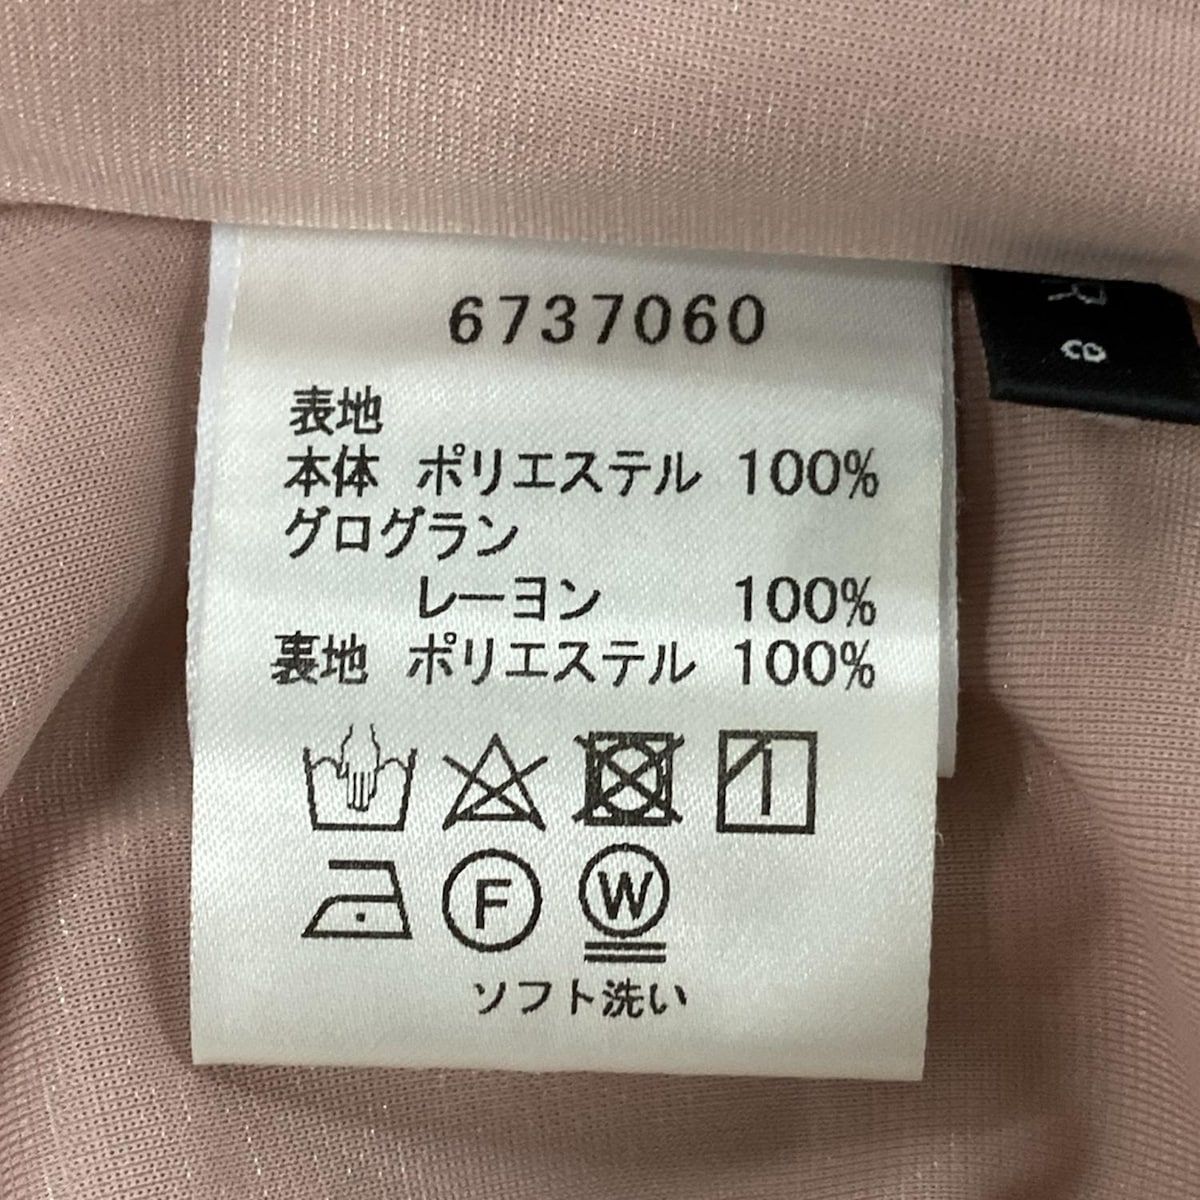 6737060
表地
本体 ポリエステル 100%
グログラン
レーヨン 100%
裏地 ポリエステル 100%
F W
ソフト洗い
R
8